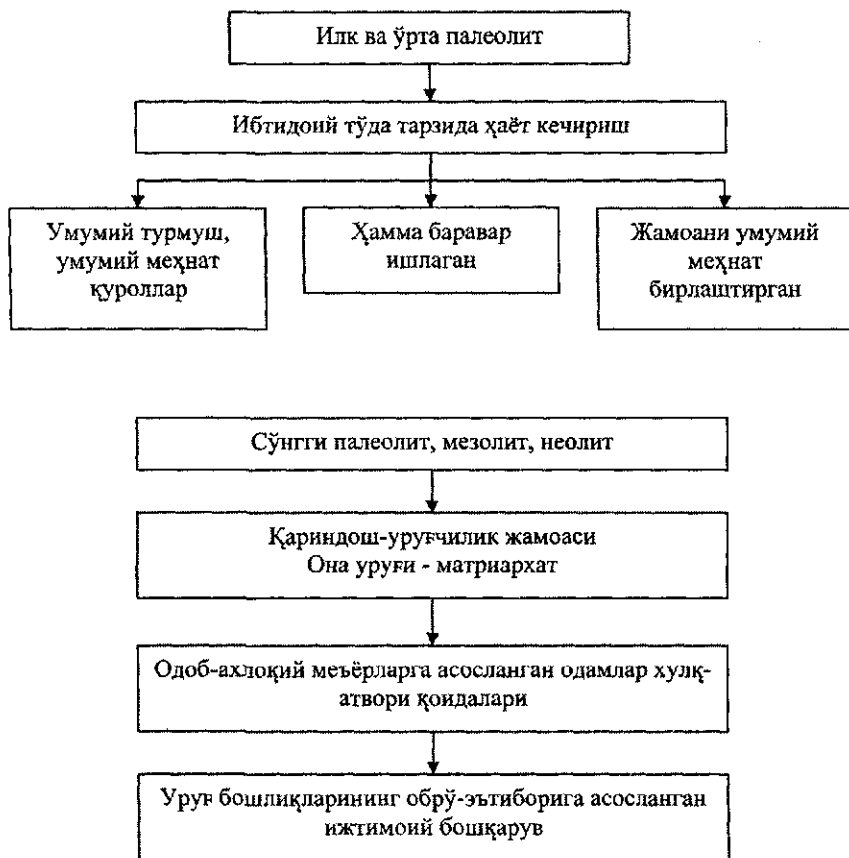 Илк ва ўрта палеолит
Ибтидоий тўда тарзида ҳаёт кечириш
Умумий турмуш,
умумий меҳнат
қуроллар
Ҳамма баравар
ишлаган
Жамоани умумий
меҳнат
бирлаштирган
Сўнгги палеолит, мезолит, неолит
Қариндош-уруғчилик жамоаси
Она уруғи - матриархат
Одоб-ахлоқий меъёрларга асосланган одамлар хулқ-
атвори қоидалари
Уруғ бошлиқларининг обрў-эътиборига асосланган
ижтимоий бошқарув